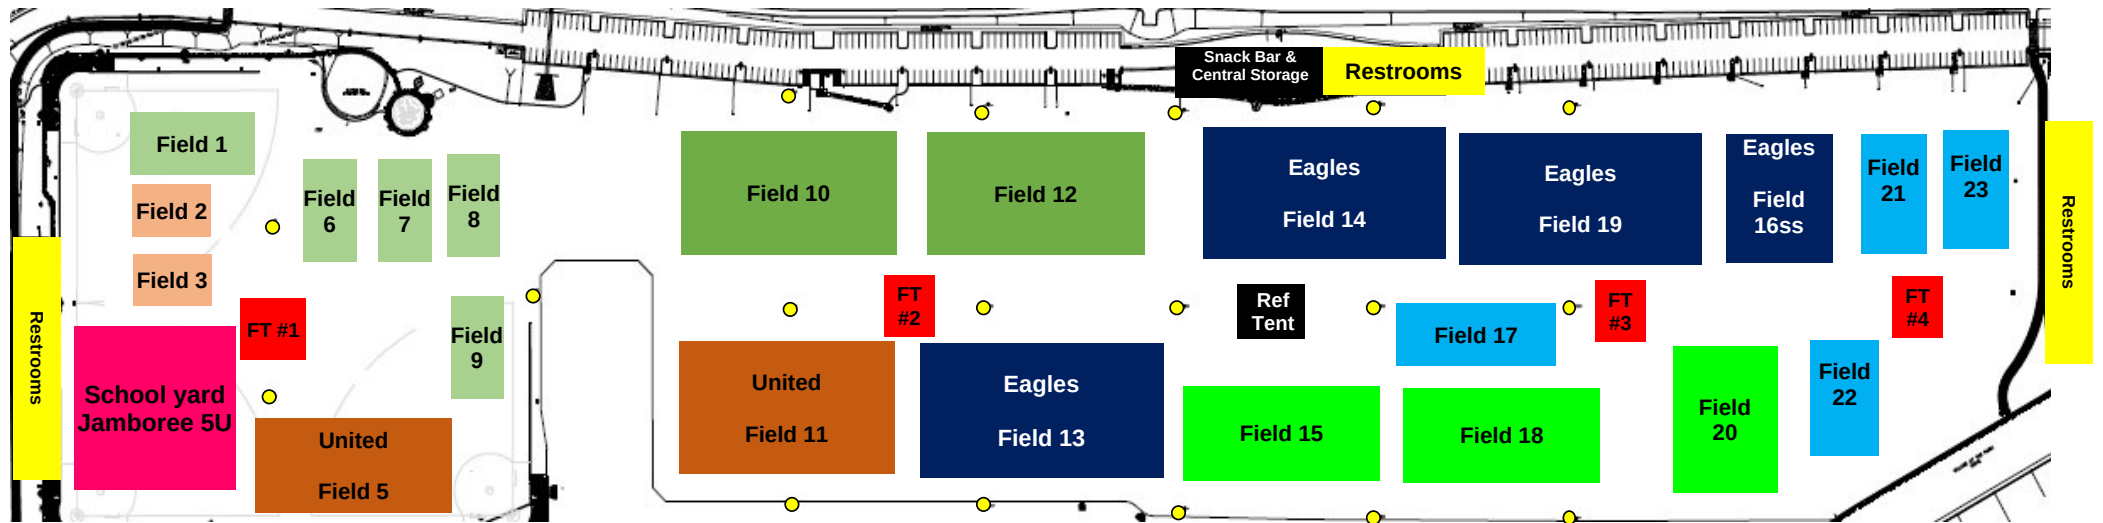 Snack Bar &
Central Storage
Restrooms
Field 1
Field 2
Field 3
Field
6
Field
7
Field
8
Field 10
Field 12
Eagles
Field 14
Eagles
Field 19
Eagles
Field
16ss
Field
21
Field
23
Restrooms
Restrooms
FT #1
Field
9
FT
#2
Ref
Tent
Field 17
FT
#3
FT
#4
School yard
Jamboree 5U
United
Field 5
United
Field 11
Eagles
Field 13
Field 15
Field 18
Field
20
Field
22